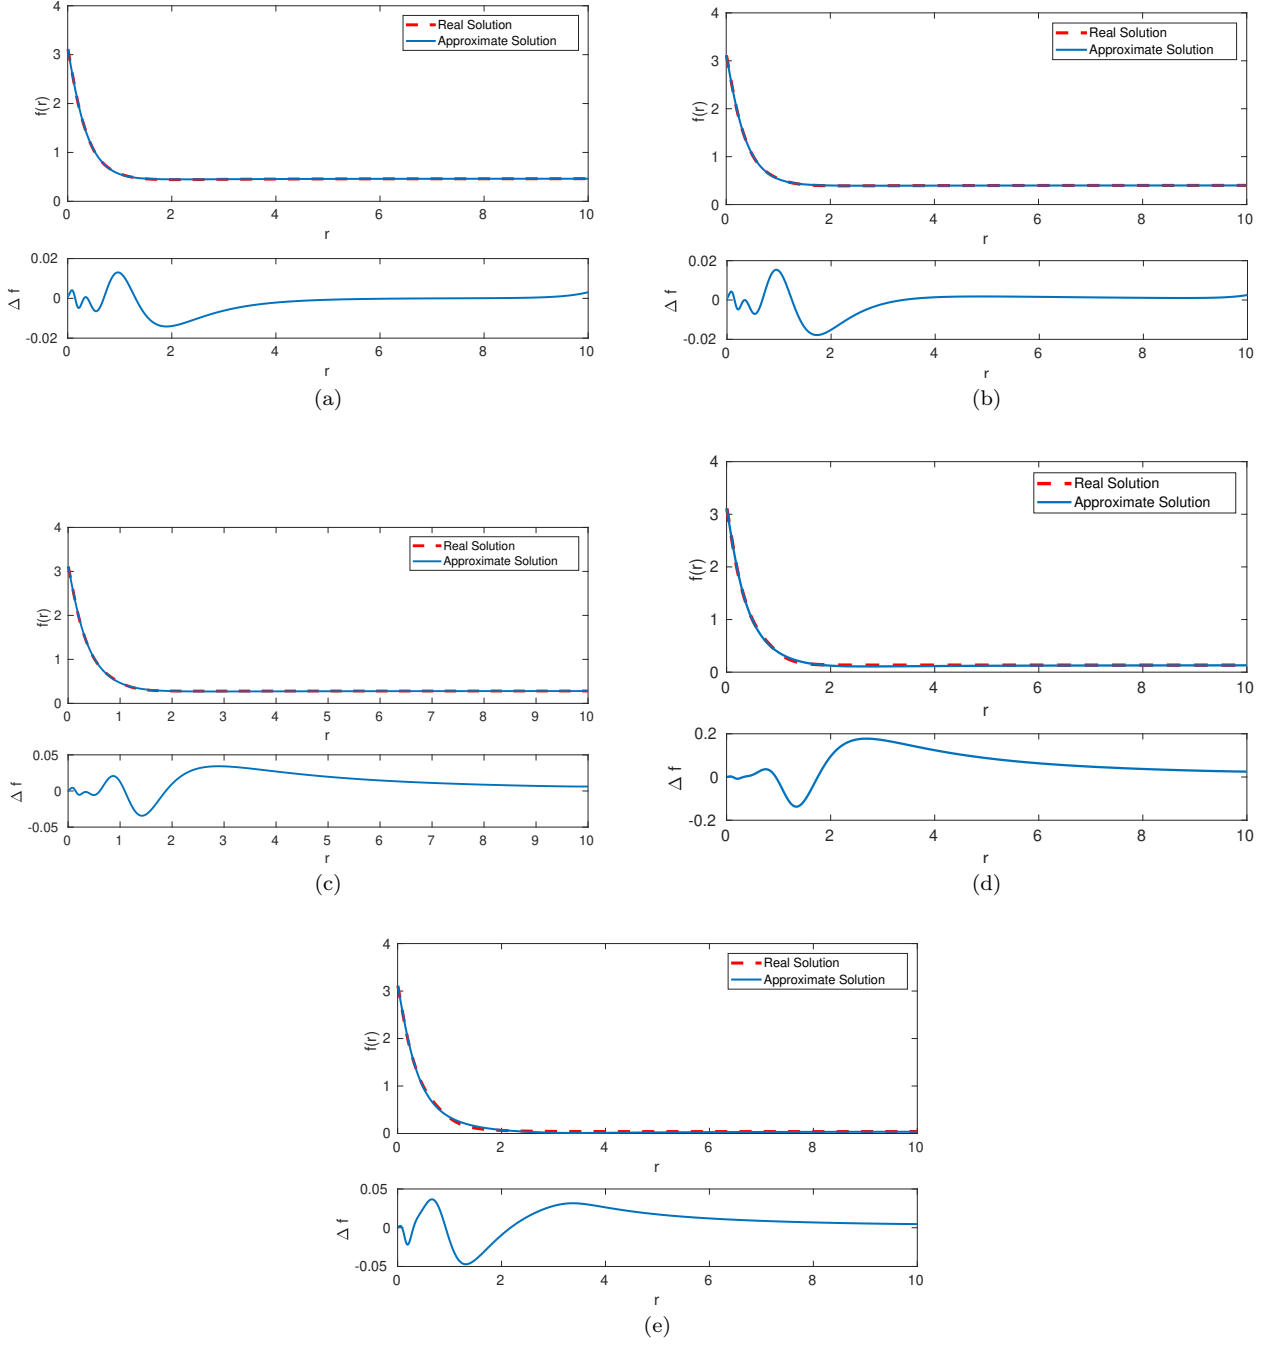 4
3
2
1
0
f(r)
Real Solution
Approximate Solution
0 2 4 6 8 10
r
0.02
0
-0.02
Δ f
0 2 4 6 8 10
r
(a)
4
3
2
1
0
f(r)
Real Solution
Approximate Solution
0 2 4 6 8 10
r
0.02
0
-0.02
Δ f
0 2 4 6 8 10
r
(b)
4
3
2
1
0
f(r)
Real Solution
Approximate Solution
0 1 2 3 4 5 6 7 8 9 10
r
0.05
0
-0.05
Δ f
0 1 2 3 4 5 6 7 8 9 10
r
(c)
4
3
2
1
0
f(r)
Real Solution
Approximate Solution
0 2 4 6 8 10
r
0.2
0
-0.2
Δ f
0 2 4 6 8 10
r
(d)
4
3
2
1
0
f(r)
Real Solution
Approximate Solution
0 2 4 6 8 10
r
0.05
0
-0.05
Δ f
0 2 4 6 8 10
r
(e)